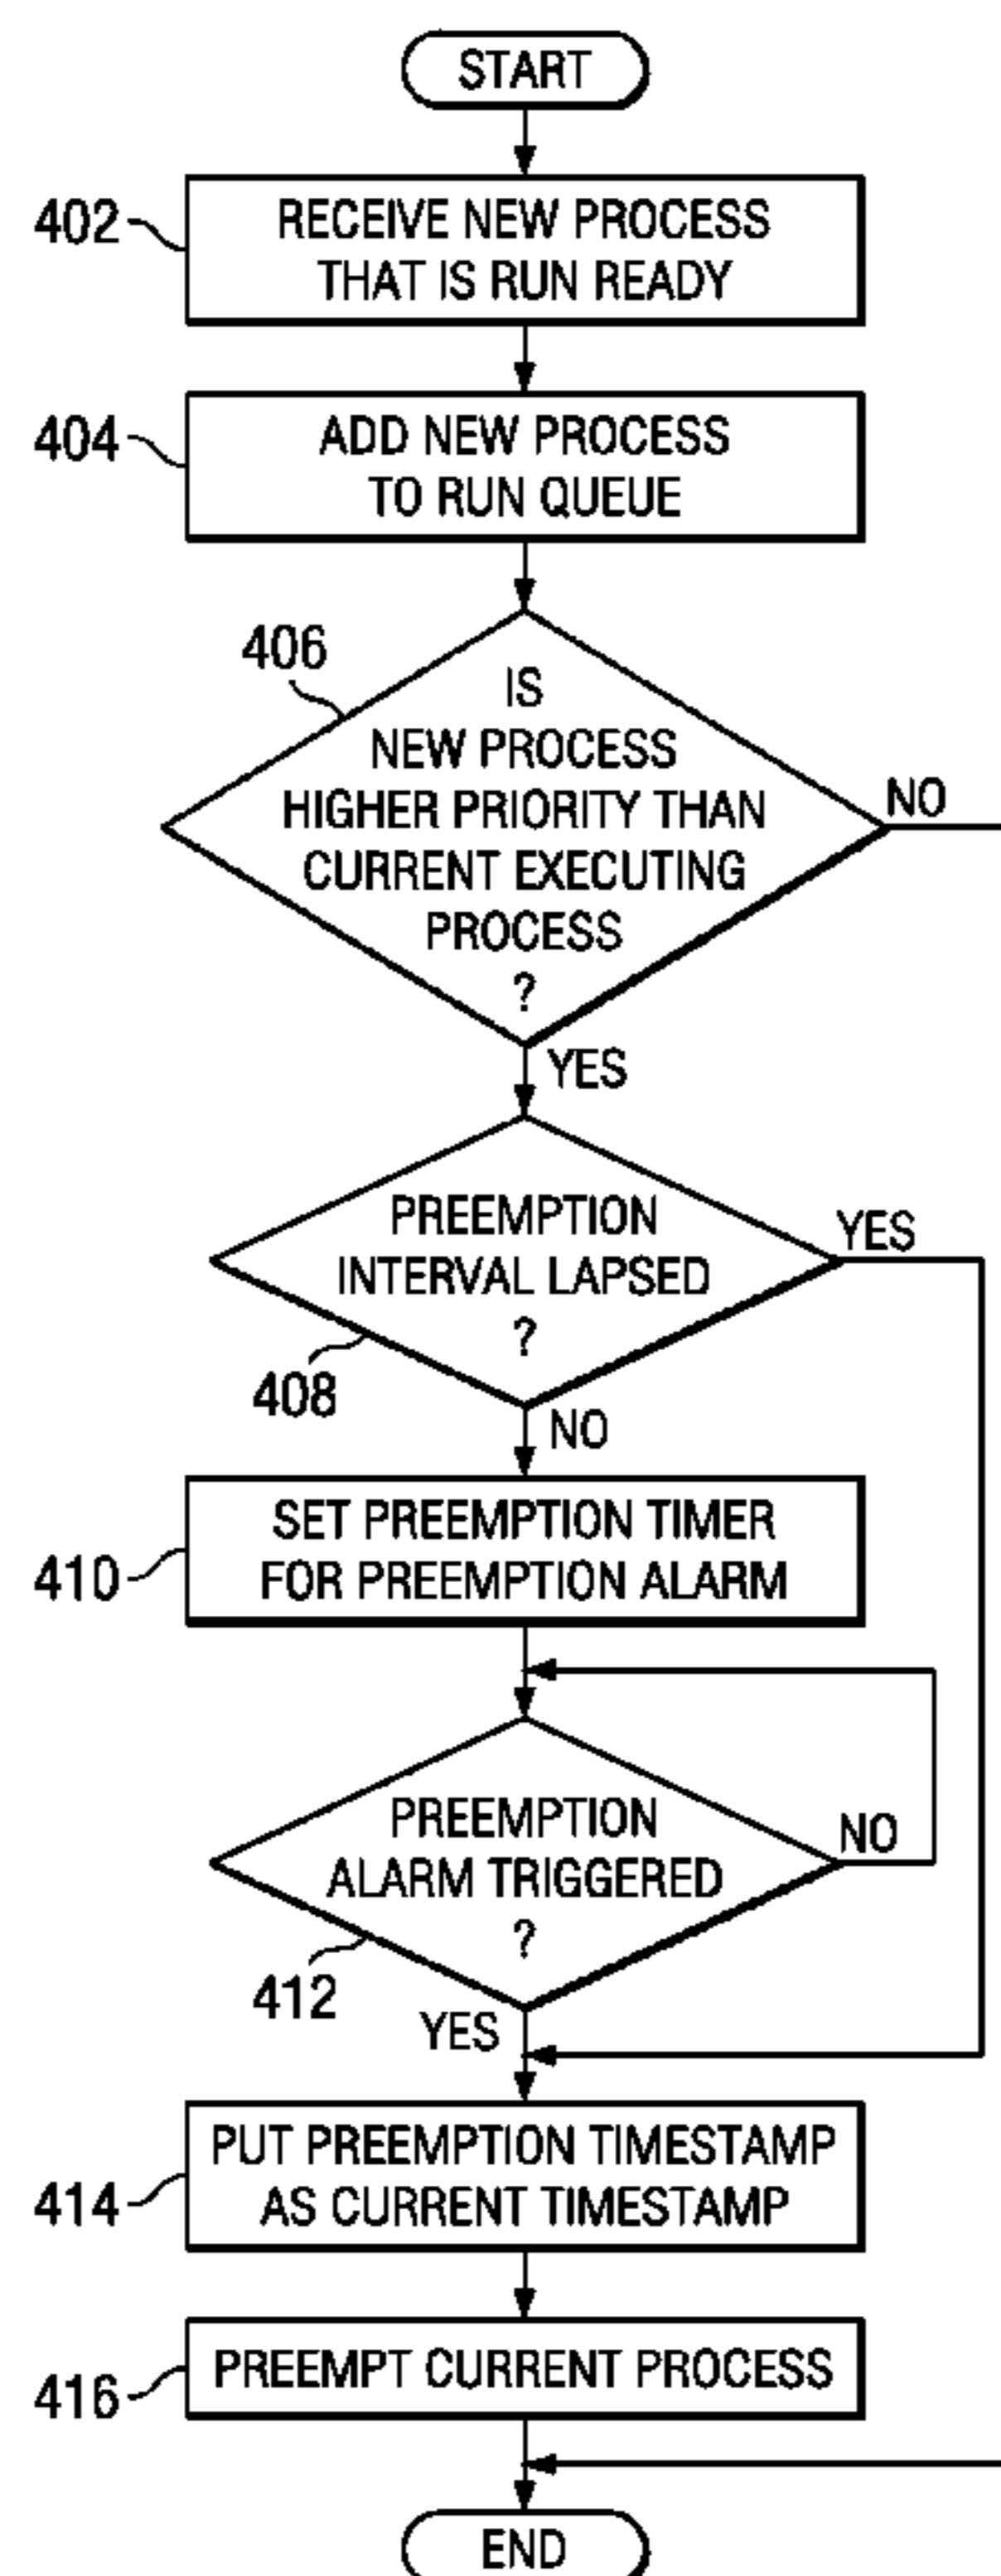 START
402
RECEIVE NEW PROCESS
THAT IS RUN READY
404
ADD NEW PROCESS
TO RUN QUEUE
406
IS
NEW PROCESS
HIGHER PRIORITY THAN
CURRENT EXECUTING
PROCESS
?
NO
YES
PREEMPTION
INTERVAL LAPSED
?
YES
408
NO
410
SET PREEMPTION TIMER
FOR PREEMPTION ALARM
PREEMPTION
ALARM TRIGGERED
?
NO
412
YES
414
PUT PREEMPTION TIMESTAMP
AS CURRENT TIMESTAMP
416
PREEMPT CURRENT PROCESS
END